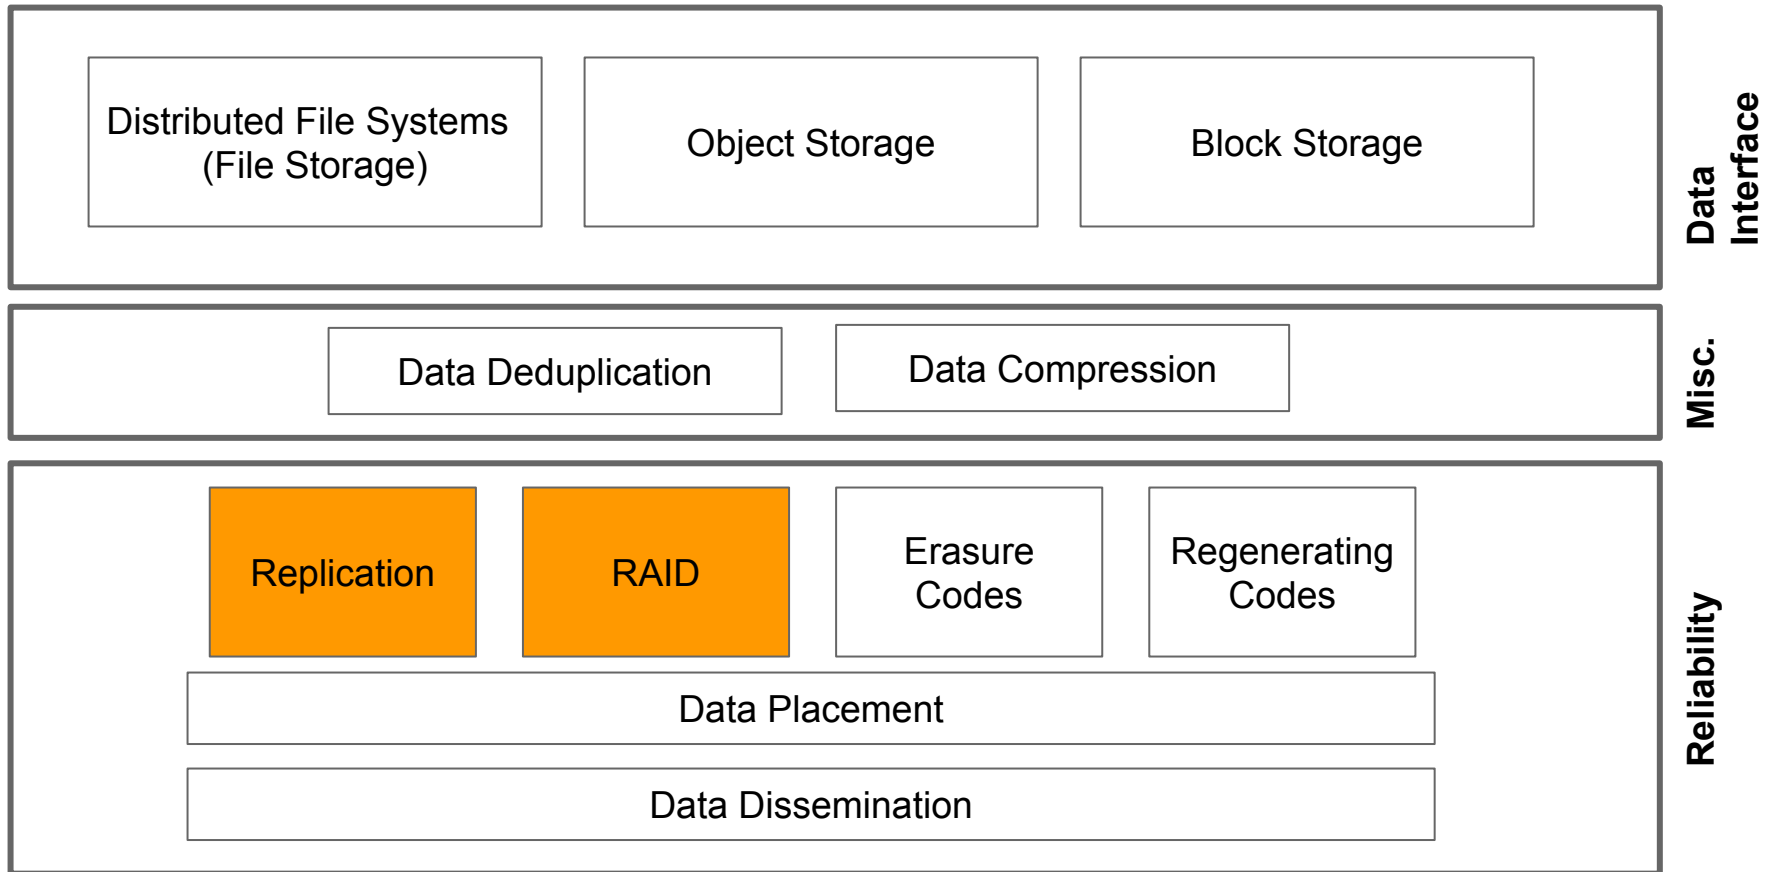 Distributed File Systems
(File Storage)
Object Storage
Block Storage
Data
Interface
Data Deduplication
Data Compression
Misc.
Replication
RAID
Erasure
Codes
Regenerating
Codes
Data Placement
Data Dissemination
Reliability